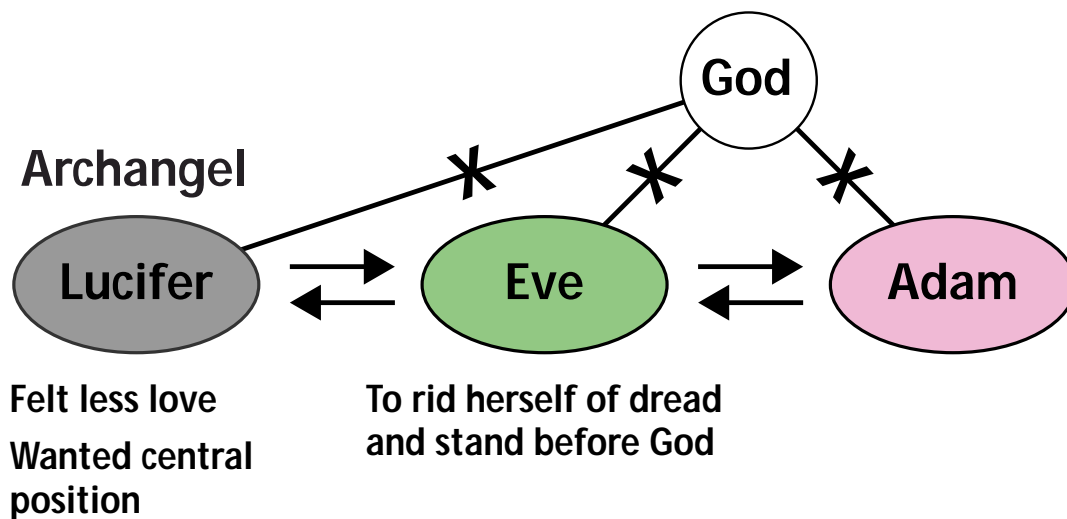 God
Archangel
Lucifer
Eve
Adam
Felt less love
Wanted central
position
To rid herself of dread
and stand before God